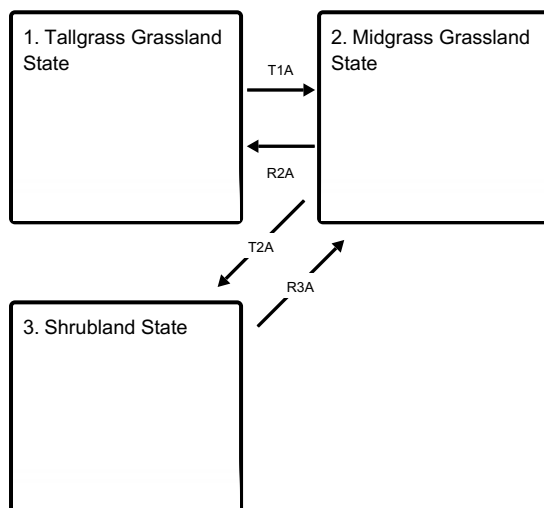 1. Tallgrass Grassland
State
2. Midgrass Grassland
State
T1A
R2A
T2A
R3A
3. Shrubland State